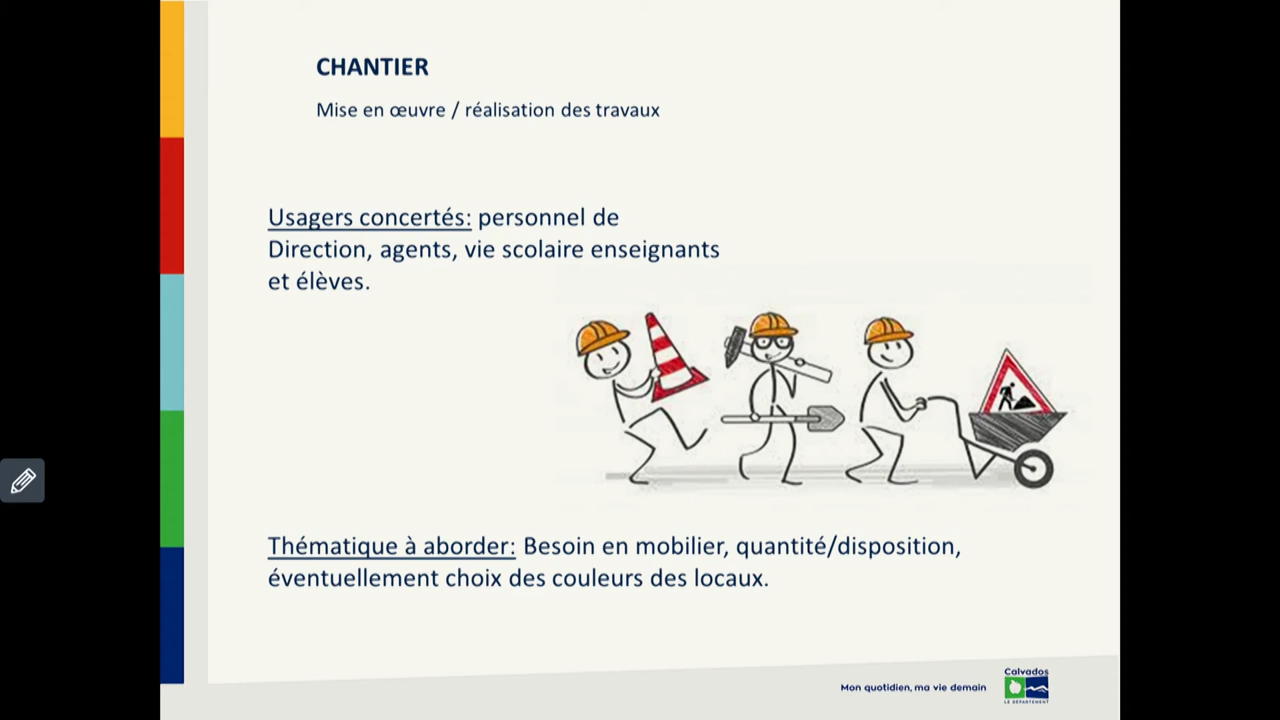 CHANTIER
Mise en œuvre / réalisation des travaux
Usagers concertés: personnel de
Direction, agents, vie scolaire enseignants
et élèves.
Thématique à aborder: Besoin en mobilier, quantité/disposition,
éventuellement choix des couleurs des locaux.
Mon quotidien, ma vie demain
Calvados
LE DÉPARTEMENT